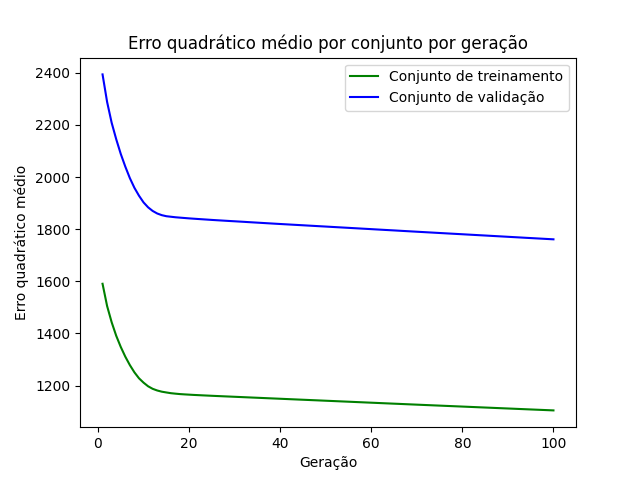 Erro quadrático médio por conjunto por geração
Conjunto de treinamento
Conjunto de validação
Erro quadrático médio
2400
2200
2000
1800
1600
1400
1200
0 20 40 60 80 100
Geração